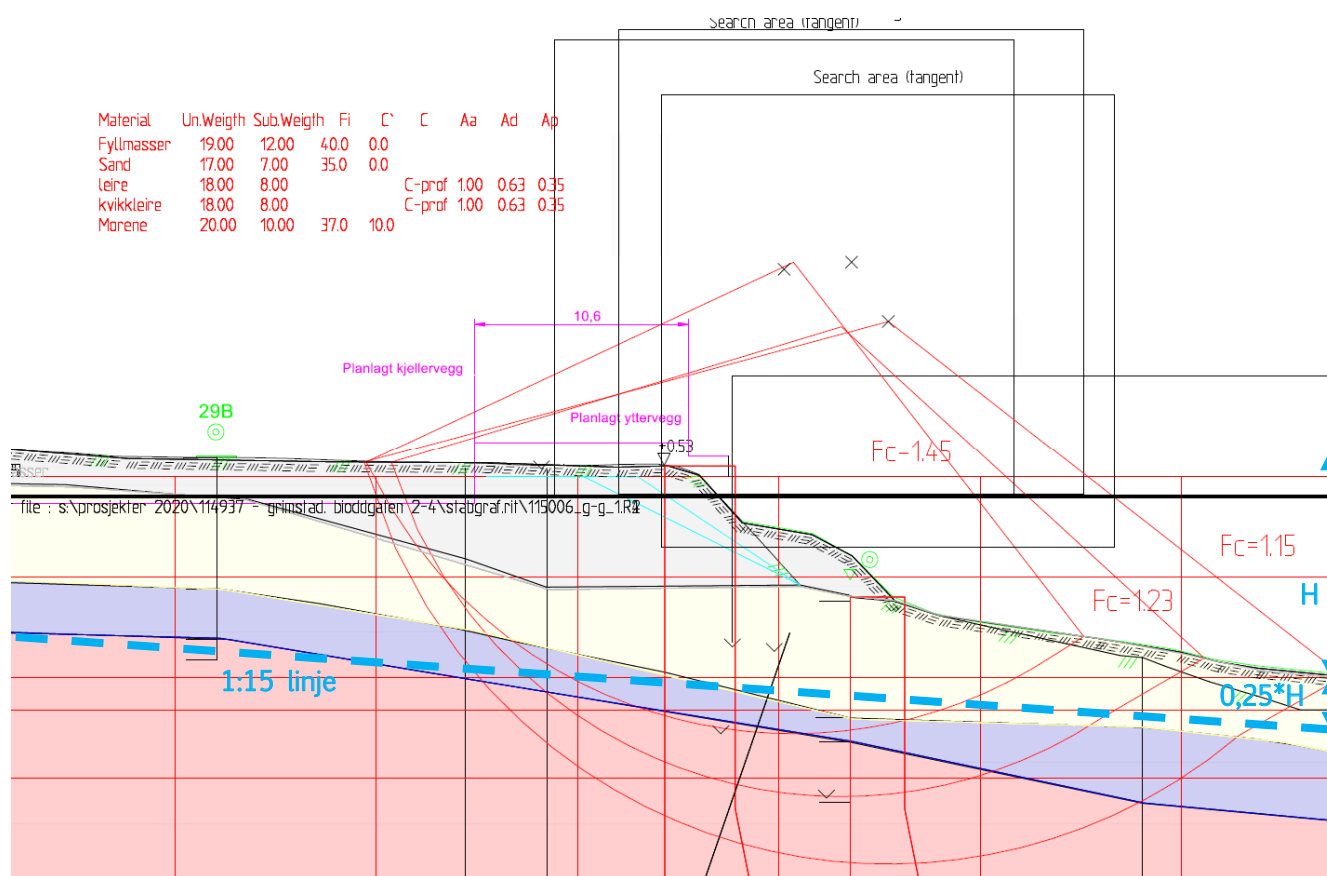 Search area (tangent)
Search area (tangent)
Material Un.Weigth Sub.Weigth Fi C` C Aa Ad Ap
Fyllmasser 19.00 12.00 40.0 0.0
Sand 17.00 7.00 35.0 0.0
leire 18.00 8.00 C-prof 1.00 0.63 0.35
kvikkleire 18.00 8.00 C-prof 1.00 0.63 0.35
Morene 20.00 10.00 37.0 10.0
10,6
Planlagt kjellervegg
29B
Planlagt yttervegg
+0.53
Fc-1.45
file : s:\prosjekter 2020\114937 - grimstad. bioddgaten 2-4\stabgraf.rit\115006_g-g_1.
Fc=1.15
H
Fc=1.23
1:15 linje
0,25*H